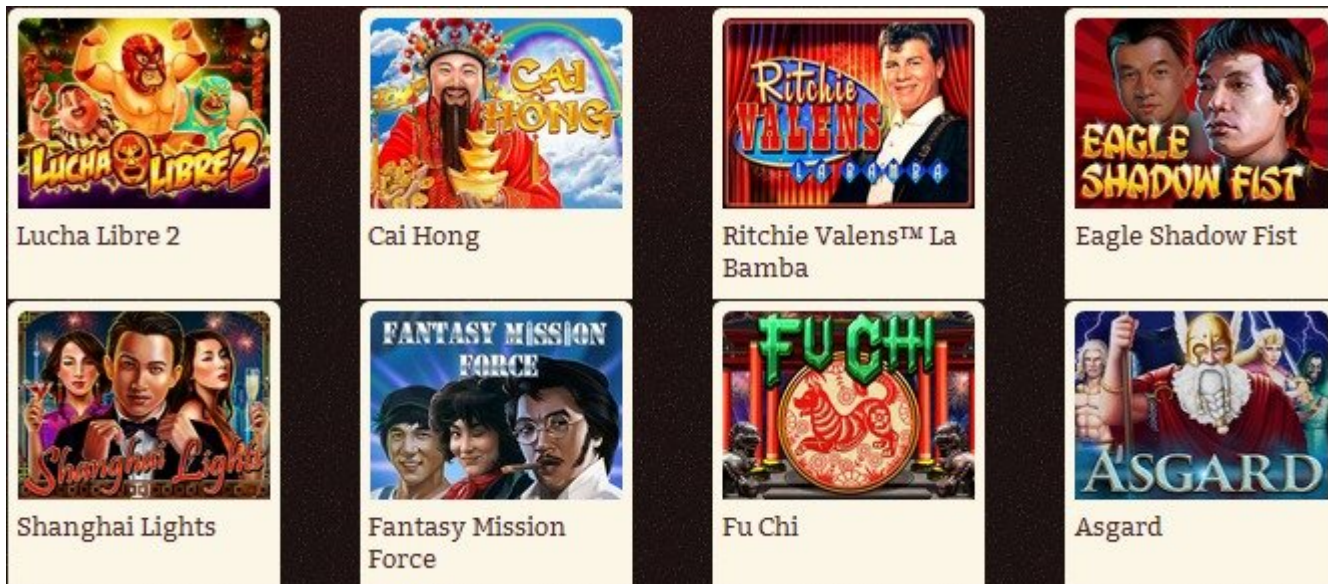 LUCHA LIBRE 2
CAI
HONG
Ritchie
VALENS
LA BAMBA
EAGLE
SHADOW FIST
Lucha Libre 2
Cai Hong
Ritchie Valens™ La
Bamba
Eagle Shadow Fist
Shanghai Lights
FANTASY MISSION
FORCE
FU CHI
ASGARD
Shanghai Lights
Fantasy Mission
Force
Fu Chi
Asgard